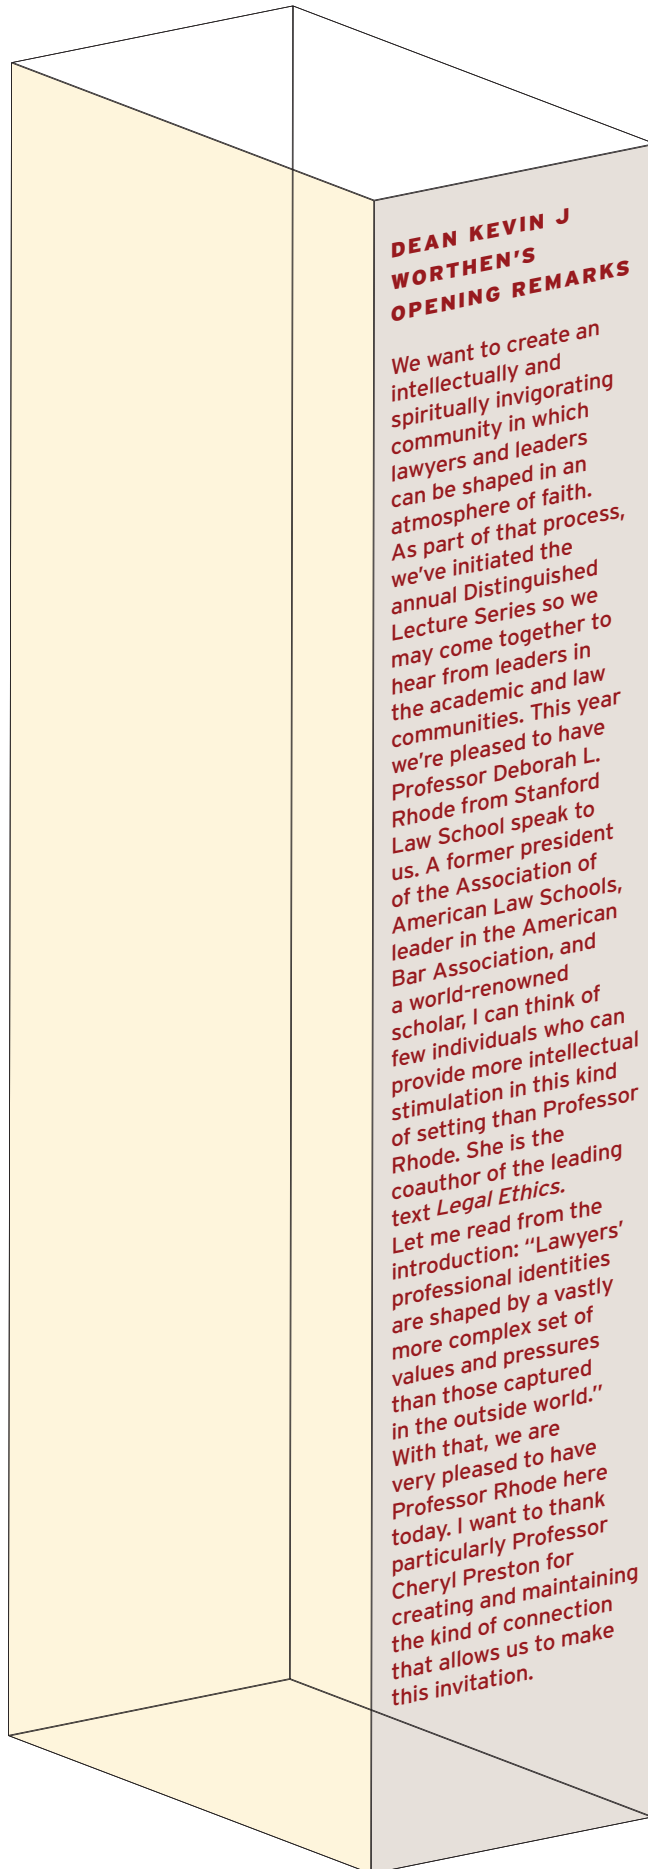 DEAN KEVIN J
WORTHEN'S
OPENING REMARKS
We want to create an
intellectually and
spiritually invigorating
community in which
lawyers and leaders
can be shaped in an
atmosphere of faith.
As part of that process,
we've initiated the
annual Distinguished
Lecture Series so we
may come together to
hear from leaders in
the academic and law
communities. This year
we're pleased to have
Professor Deborah L.
Rhode from Stanford
Law School speak to
us. A former president
of the Association of
American Law Schools,
leader in the American
Bar Association, and
a world-renowned
scholar, I can think of
few individuals who can
provide more intellectual
stimulation in this kind
of setting than Professor
Rhode. She is the
coauthor of the leading
text Legal Ethics.
Let me read from the
introduction: “Lawyers’
professional identities
are shaped by a vastly
more complex set of
values and pressures
than those captured
in the outside world.”
With that, we are
very pleased to have
Professor Rhode here
today. I want to thank
particularly Professor
Cheryl Preston for
creating and maintaining
the kind of connection
that allows us to make
this invitation.